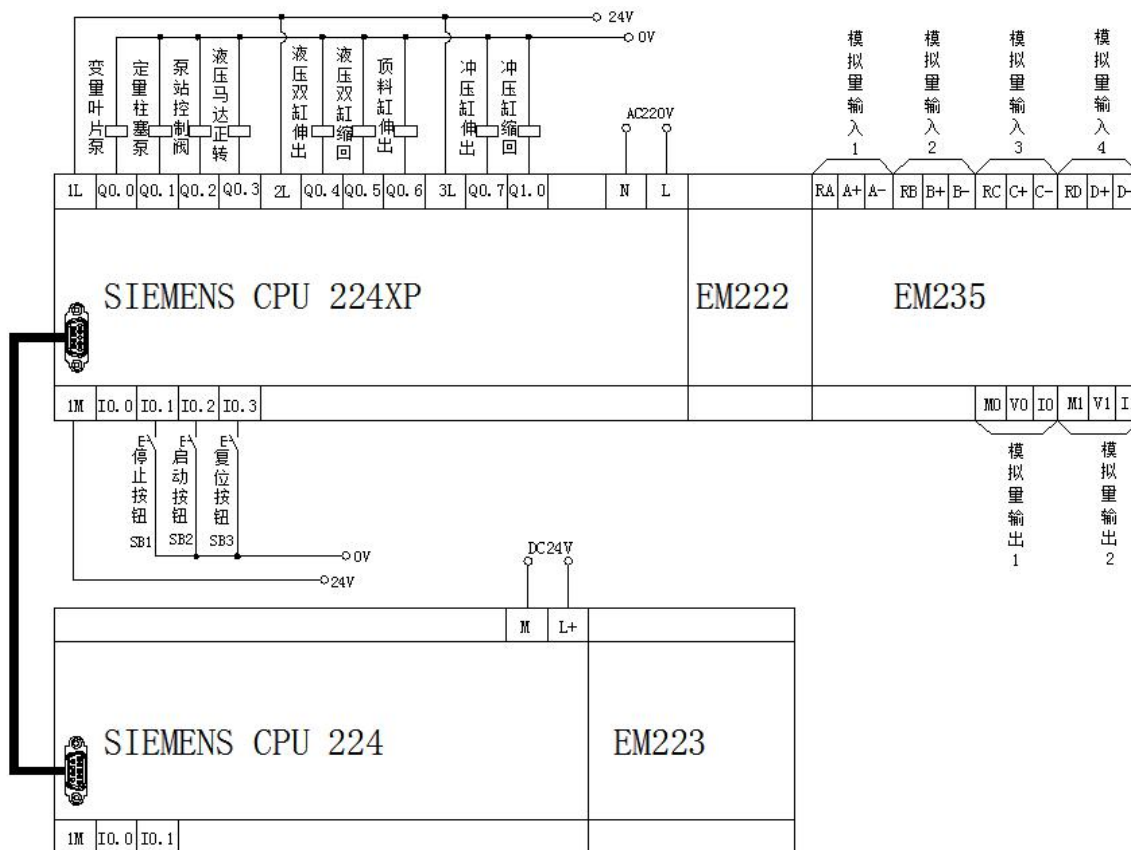 24V
0V
变量叶片泵
定量柱塞泵
泵站控制阀
液压马达正转
液压双缸伸出
液压双缸缩回
顶料缸伸出
冲压缸伸出
冲压缸缩回
AC220V
模拟量输入1
模拟量输入2
模拟量输入3
模拟量输入4
1L Q0.0 Q0.1 Q0.2 Q0.3 2L Q0.4 Q0.5 Q0.6 3L Q0.7 Q1.0 N L RA A+ A- RB B+ B- RC C+ C- RD D+ D-
SIEMENS CPU 224XP
EM222
EM235
1M I0.0 I0.1 I0.2 I0.3 M0 V0 I0 M1 V1 I
停止按钮
SB1
启动按钮
SB2
复位按钮
SB3
0V
24V
模拟量输出1
模拟量输出2
DC24V
M L+
SIEMENS CPU 224
EM223
1M I0.0 I0.1